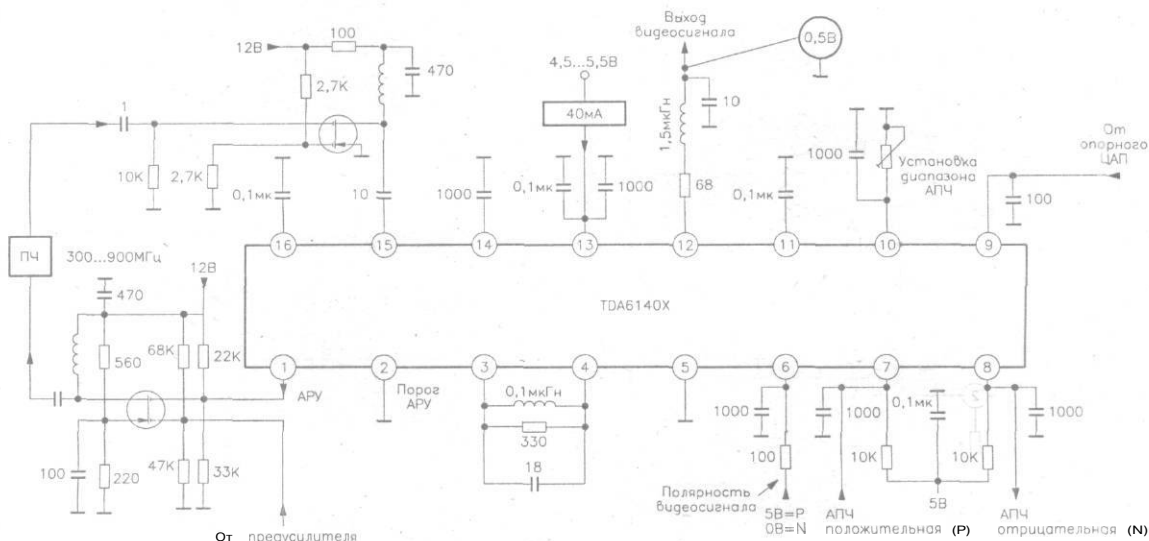 Выход
видеосигнала
0,5В
12В
100
470
2,7К
4,5...5,5В
40мА
1
10К
2,7К
0,1мк
10
1000
0,1мк
1000
1,5мкГн
10
68
0,1мк
1000
Установка
диапазона
АПЧ
От
опорного
ЦАП
100
16
15
14
13
12
11
10
9
ПЧ
300...900МГц
12В
470
TDA6140X
560
68К
22К
1
2
3
4
5
6
7
8
АРУ
Порог
АРУ
0,1мкГн
330
18
100
220
47К
33К
1000
1000
0,1мк
1000
100
10К
10К
Полярность
видеосигнала
5В=Р
0В=N
АПЧ
положительная (Р)
5В
АПЧ
отрицательная (N)
От предусилителя